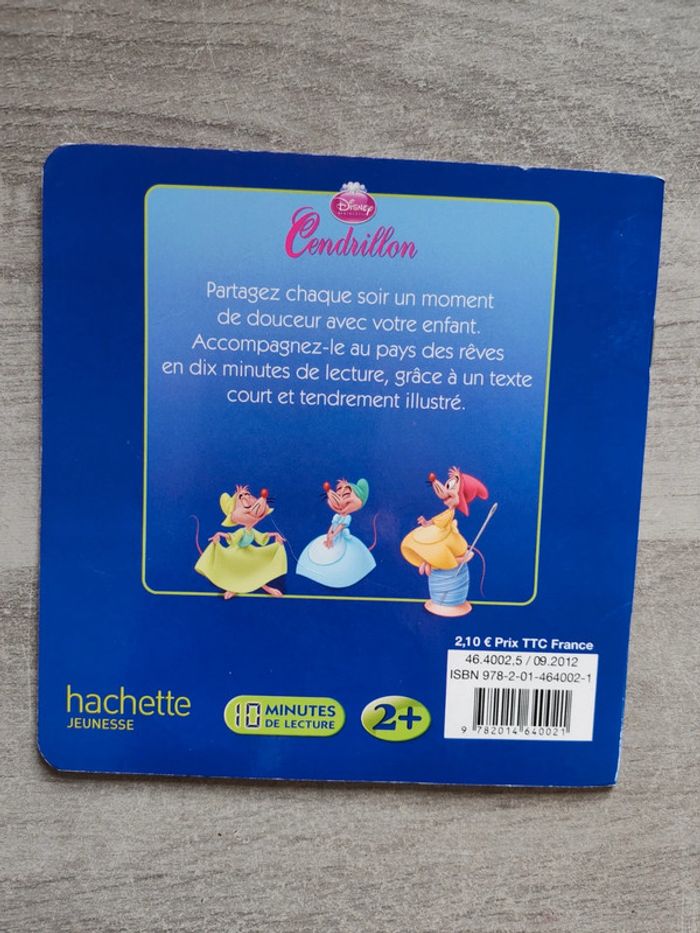 Disney
Cendrillon
Partagez chaque soir un moment
de douceur avec votre enfant.
Accompagnez-le au pays des rêves
en dix minutes de lecture, grâce à un texte
court et tendrement illustré.
2,10 € Prix TTC France
46.4002.5 / 09.2012
ISBN 978-2-01-464002-1
9 782014 640021
hachette
JEUNESSE
10 MINUTES
DE LECTURE
2+